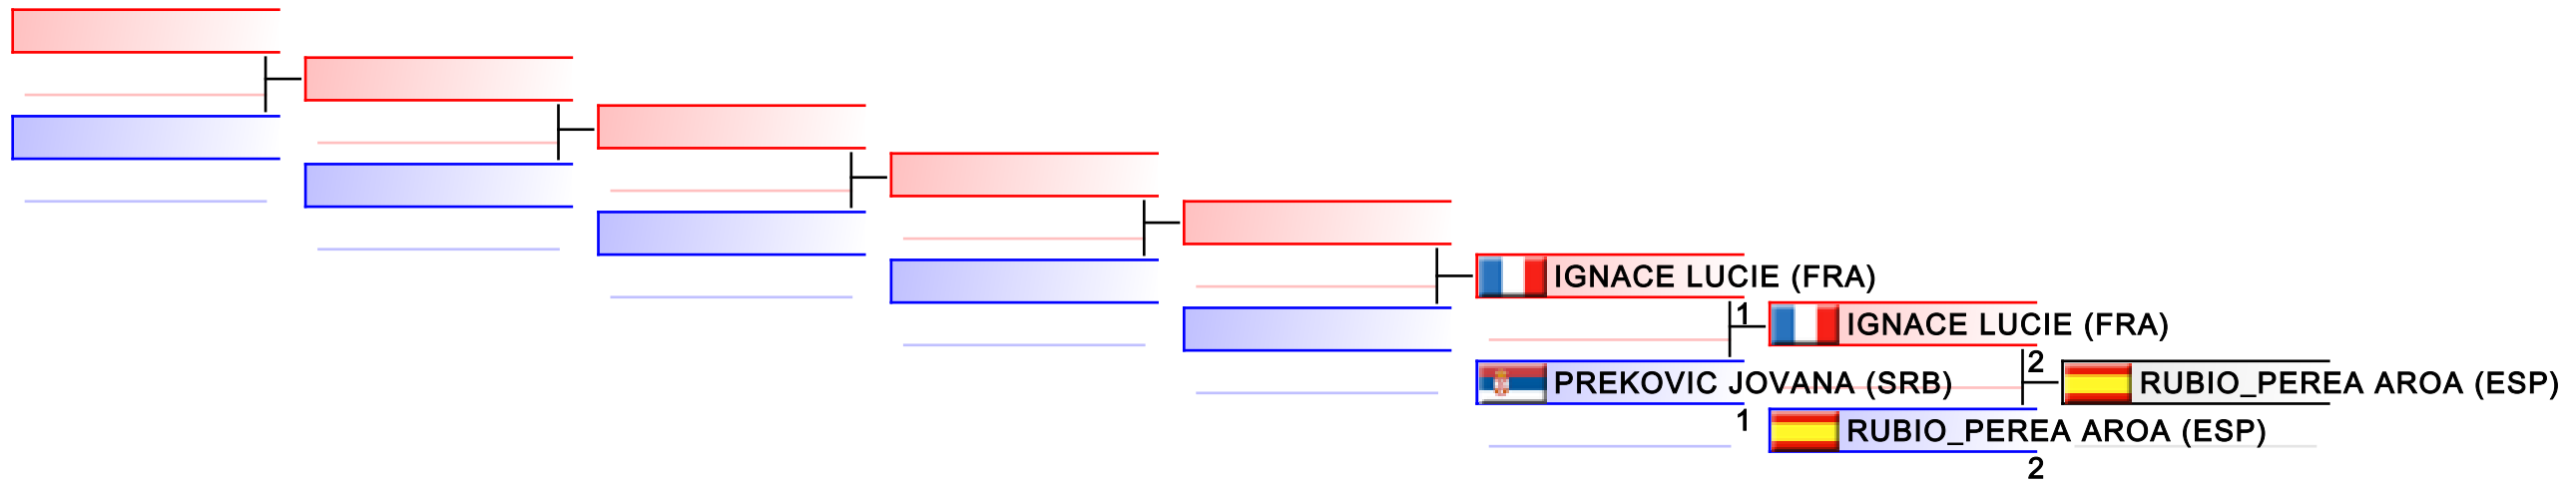 IGNACE LUCIE (FRA)
1
IGNACE LUCIE (FRA)
2
PREKOVIC JOVANA (SRB)
RUBIO_PEREA AROA (ESP)
1
RUBIO_PEREA AROA (ESP)
2